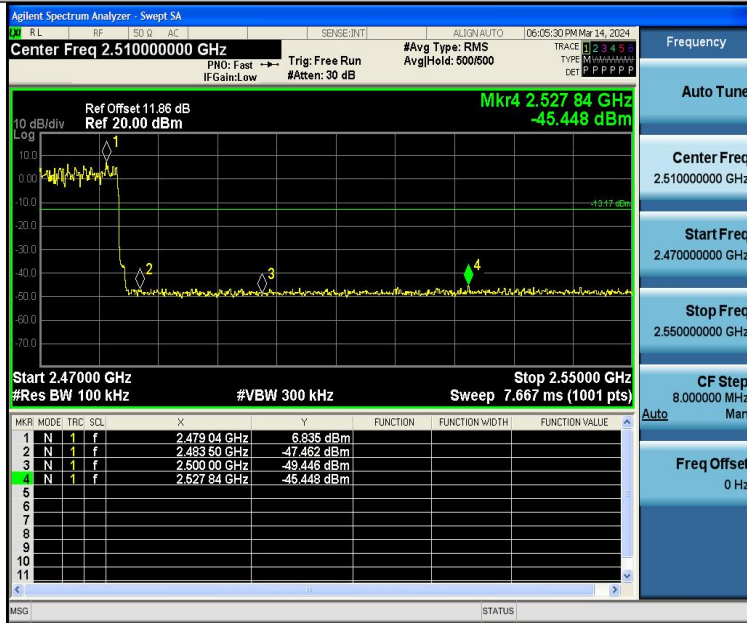 Agilent Spectrum Analyzer - Swept SA
LXI RL RF 50 Ω AC SENSE:INT ALIGN AUTO 06:05:30 PM Mar 14, 2024
Center Freq 2.510000000 GHz
PNO: Fast
IFGain:Low
Trig: Free Run
#Atten: 30 dB
#Avg Type: RMS
Avg|Hold: 500/500
TRACE 1 2 3 4 5 6
TYPE M
DET P P P P P P
Mkr4 2.527 84 GHz
-45.448 dBm
Ref Offset 11.86 dB
10 dB/div Ref 20.00 dBm
Log
10.0
0.00
-10.0
-20.0
-30.0
-40.0
-50.0
-60.0
-70.0
1
2
3
4
-13.17 dBm
Start 2.47000 GHz Stop 2.55000 GHz
#Res BW 100 kHz #VBW 300 kHz Sweep 7.667 ms (1001 pts)
MKR MODE TRC SCL X Y FUNCTION FUNCTION WIDTH FUNCTION VALUE
1 N 1 f 2.479 04 GHz 6.835 dBm
2 N 1 f 2.483 50 GHz -47.462 dBm
3 N 1 f 2.500 00 GHz -49.446 dBm
4 N 1 f 2.527 84 GHz -45.448 dBm
5
6
7
8
9
10
11
MSG STATUS
Frequency
Auto Tune
Center Freq
2.510000000 GHz
Start Freq
2.470000000 GHz
Stop Freq
2.550000000 GHz
CF Step
8.000000 MHz
Auto Man
Freq Offset
0 Hz